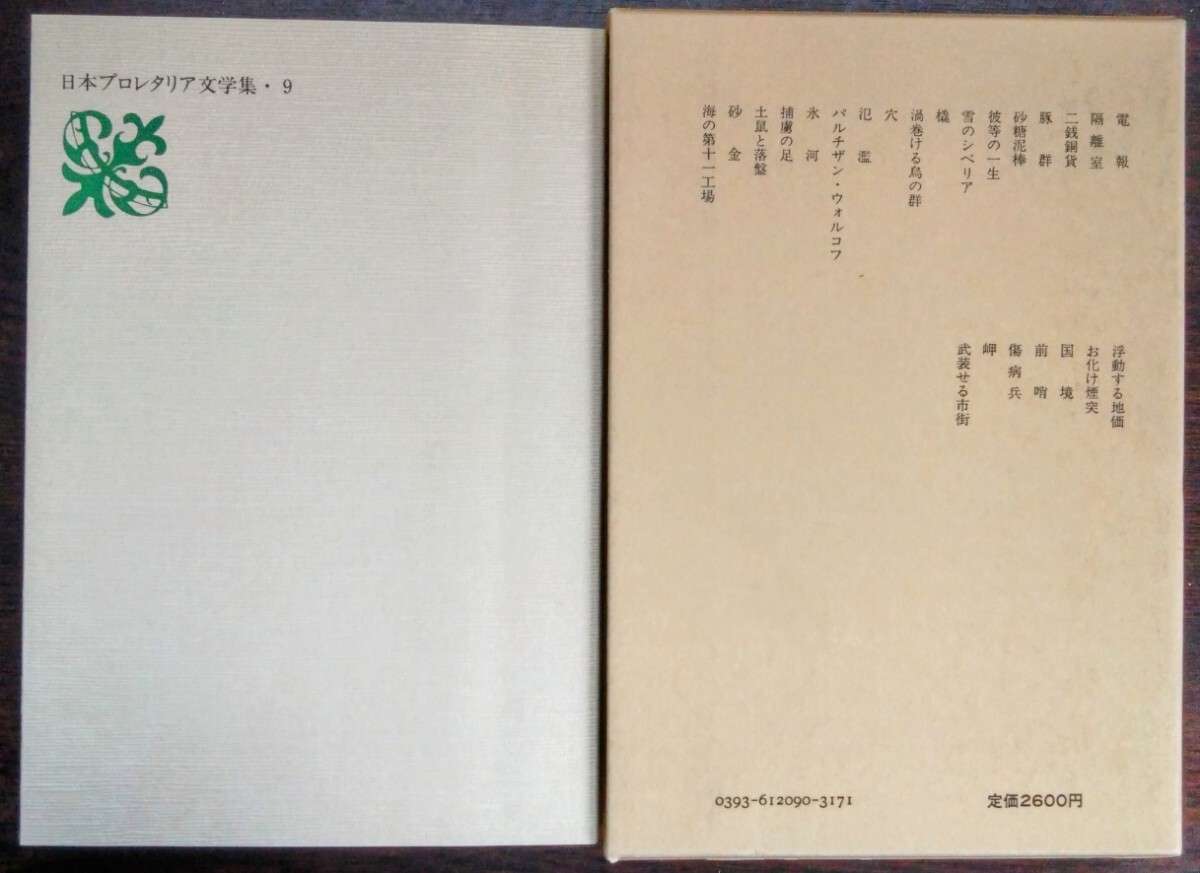 日本プロレタリア文学集・9
電報
隔離室
二銭銅貨
豚群
砂糖泥棒
彼等の一生
雪のシベリア
橇
渦巻ける烏の群
穴
氾濫
パルチザン・ウォルコフ
氷河
捕虜の足
土鼠と落盤
砂金
海の第十一工場
浮動する地価
お化け煙突
国境
前哨
傷病兵
岬
武装せる市街
0393-612090-3171
定価2600円